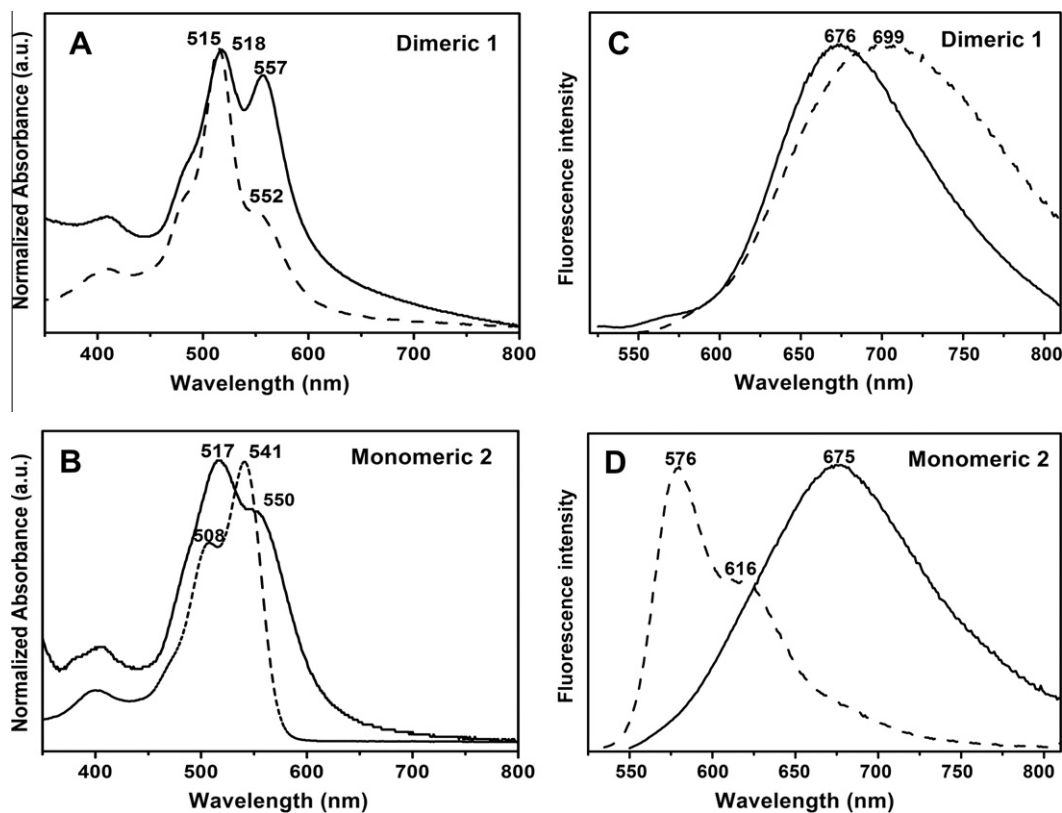 A
Dimeric 1
515
518
557
552
Normalized Absorbance (a.u.)
400 500 600 700 800
Wavelength (nm)
C
Dimeric 1
676
699
Fluorescence intensity
550 600 650 700 750 800
Wavelength (nm)
B
Monomeric 2
517
541
550
508
Normalized Absorbance (a.u.)
400 500 600 700 800
Wavelength (nm)
D
Monomeric 2
576
616
675
Fluorescence intensity
550 600 650 700 750 800
Wavelength (nm)